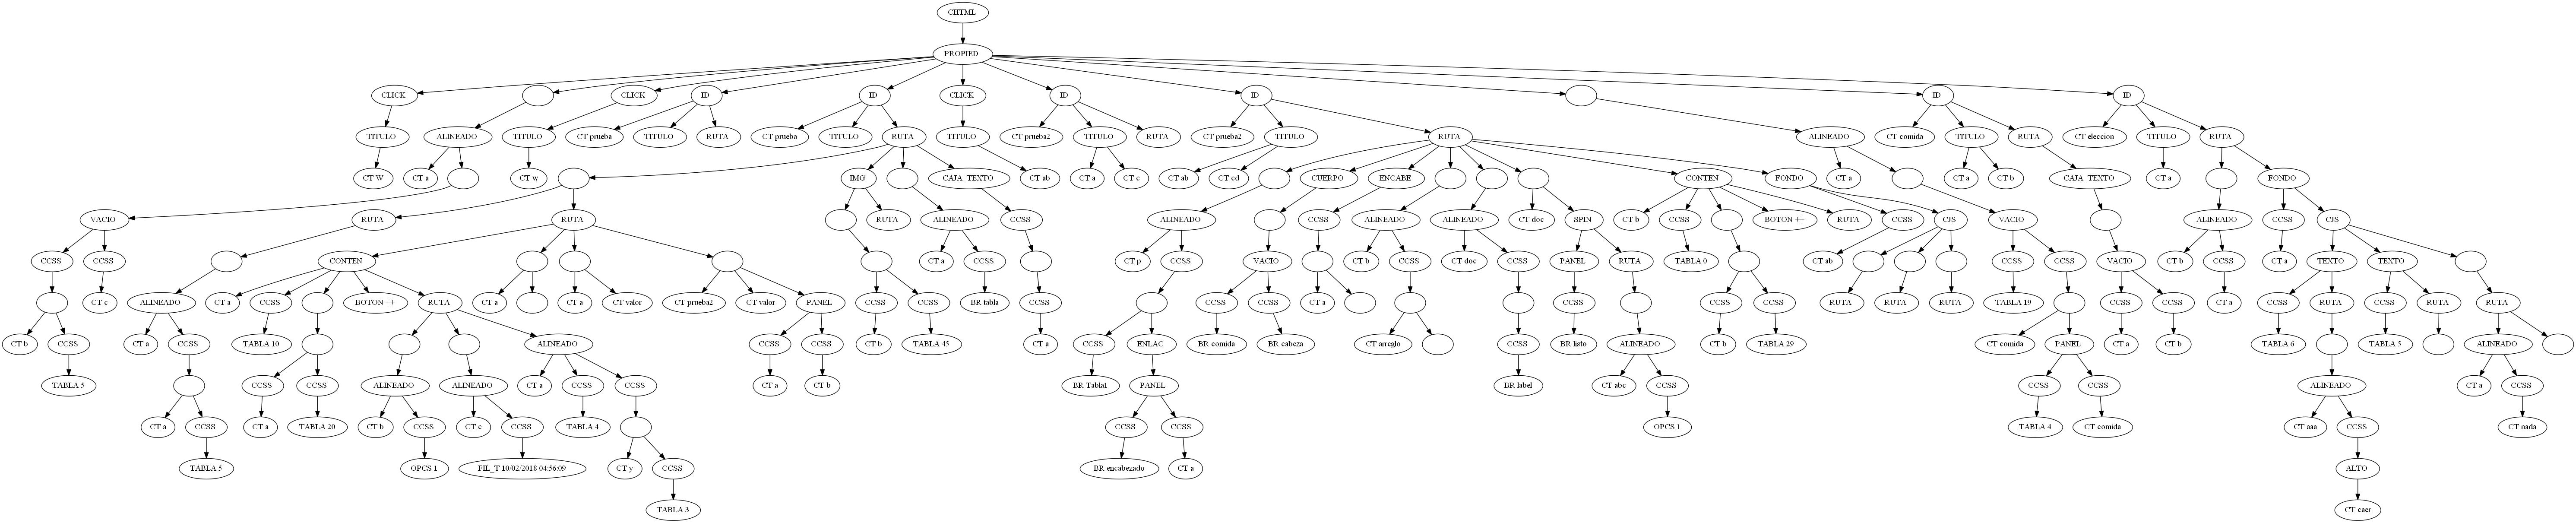 CHTML
PROPIED
CLICK CLICK ID ID CLICK ID ID ID ID
TITULO ALINEADO TITULO CT prueba TITULO RUTA CT prueba TITULO RUTA TITULO CT prueba2 TITULO RUTA CT prueba2 TITULO RUTA ALINEADO CT comida TITULO RUTA CT eleccion TITULO RUTA
CT W CT a CT w IMG CAJA_TEXTO CT ab CT a CT c CT ab CT cd CUERPO ENCABE CONTEN FONDO CT a CT a CT b CAJA_TEXTO CT a FONDO
VACIO RUTA RUTA RUTA ALINEADO CCSS ALINEADO CCSS ALINEADO ALINEADO CT doc SPIN CT b CCSS BOTON ++ RUTA CCSS CJS VACIO ALINEADO CCSS CJS
CCSS CCSS CONTEN CT a CCSS CT p CCSS VACIO CT b CCSS CT doc CCSS PANEL RUTA TABLA 0 CT ab CCSS CCSS VACIO CT b CCSS CT a TEXTO TEXTO
CT c ALINEADO CT a CCSS BOTON ++ RUTA CT a CT a CT valor CT prueba2 CT valor PANEL CCSS CCSS BR tabla CCSS CCSS CCSS CT a CCSS CCSS CCSS RUTA RUTA RUTA TABLA 19 CCSS CCSS CT a CCSS RUTA CCSS RUTA RUTA
CT b CCSS CT a CCSS TABLA 10 ALINEADO CCSS CCSS CT b TABLA 45 CT a CCSS ENLAC BR comida BR cabeza CT arreglo CCSS BR listo ALINEADO CT b TABLA 29 CT comida PANEL CT a CT b TABLA 6 TABLA 5 ALINEADO
TABLA 5 CCSS CCSS ALINEADO ALINEADO CT a CCSS CCSS CT a CT b BR Tabla1 PANEL BR label CT abc CCSS CCSS CCSS ALINEADO CT a CCSS
CT a CCSS CT a TABLA 20 CT b CCSS CT c CCSS TABLA 4 CCSS CCSS OPCS 1 TABLA 4 CT comida CT aaa CCSS CT nada
TABLA 5 OPCS 1 FIL_T 10/02/2018 04:56:09 CT y CCSS BR encabezado CT a ALTO
TABLA 3 CT caer